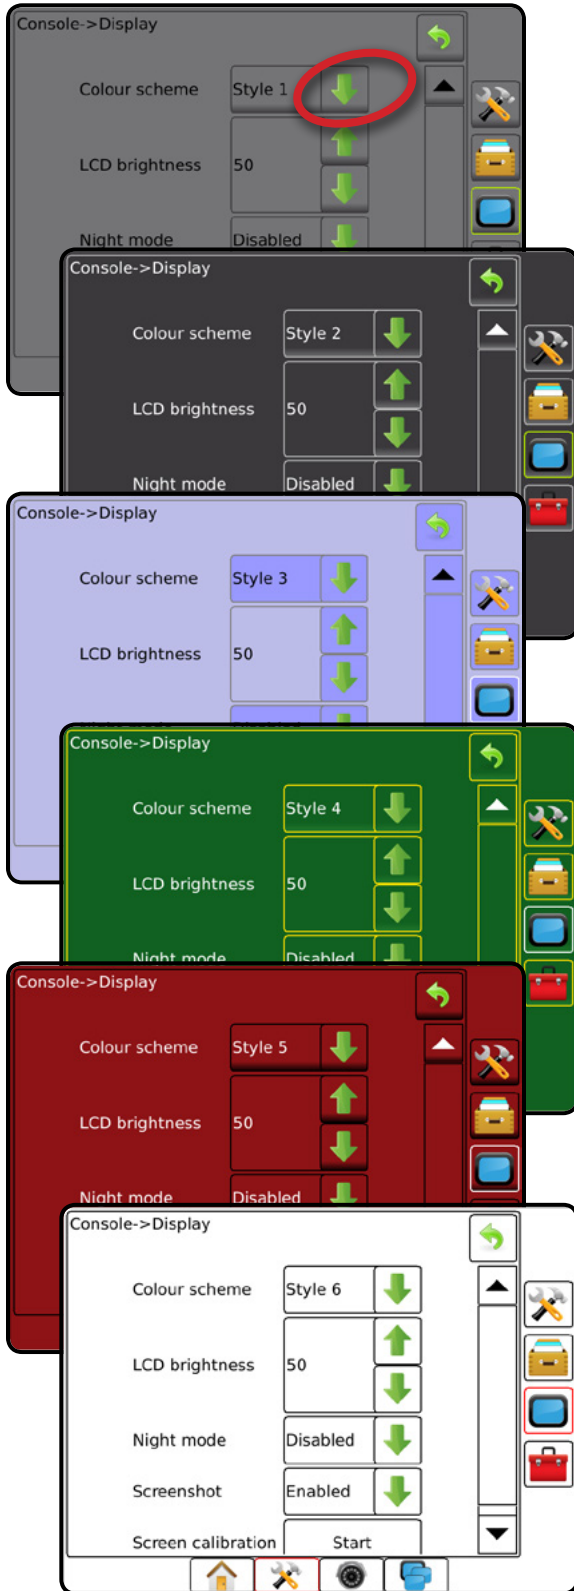 Console->Display
Colour scheme Style 1
LCD brightness 50
Night mode Disabled
Console->Display
Colour scheme Style 2
LCD brightness 50
Night mode Disabled
Console->Display
Colour scheme Style 3
LCD brightness 50
Console->Display
Colour scheme Style 4
LCD brightness 50
Night mode Disabled
Console->Display
Colour scheme Style 5
LCD brightness 50
Night mode Disabled
Console->Display
Colour scheme Style 6
LCD brightness 50
Night mode Disabled
Screenshot Enabled
Screen calibration Start